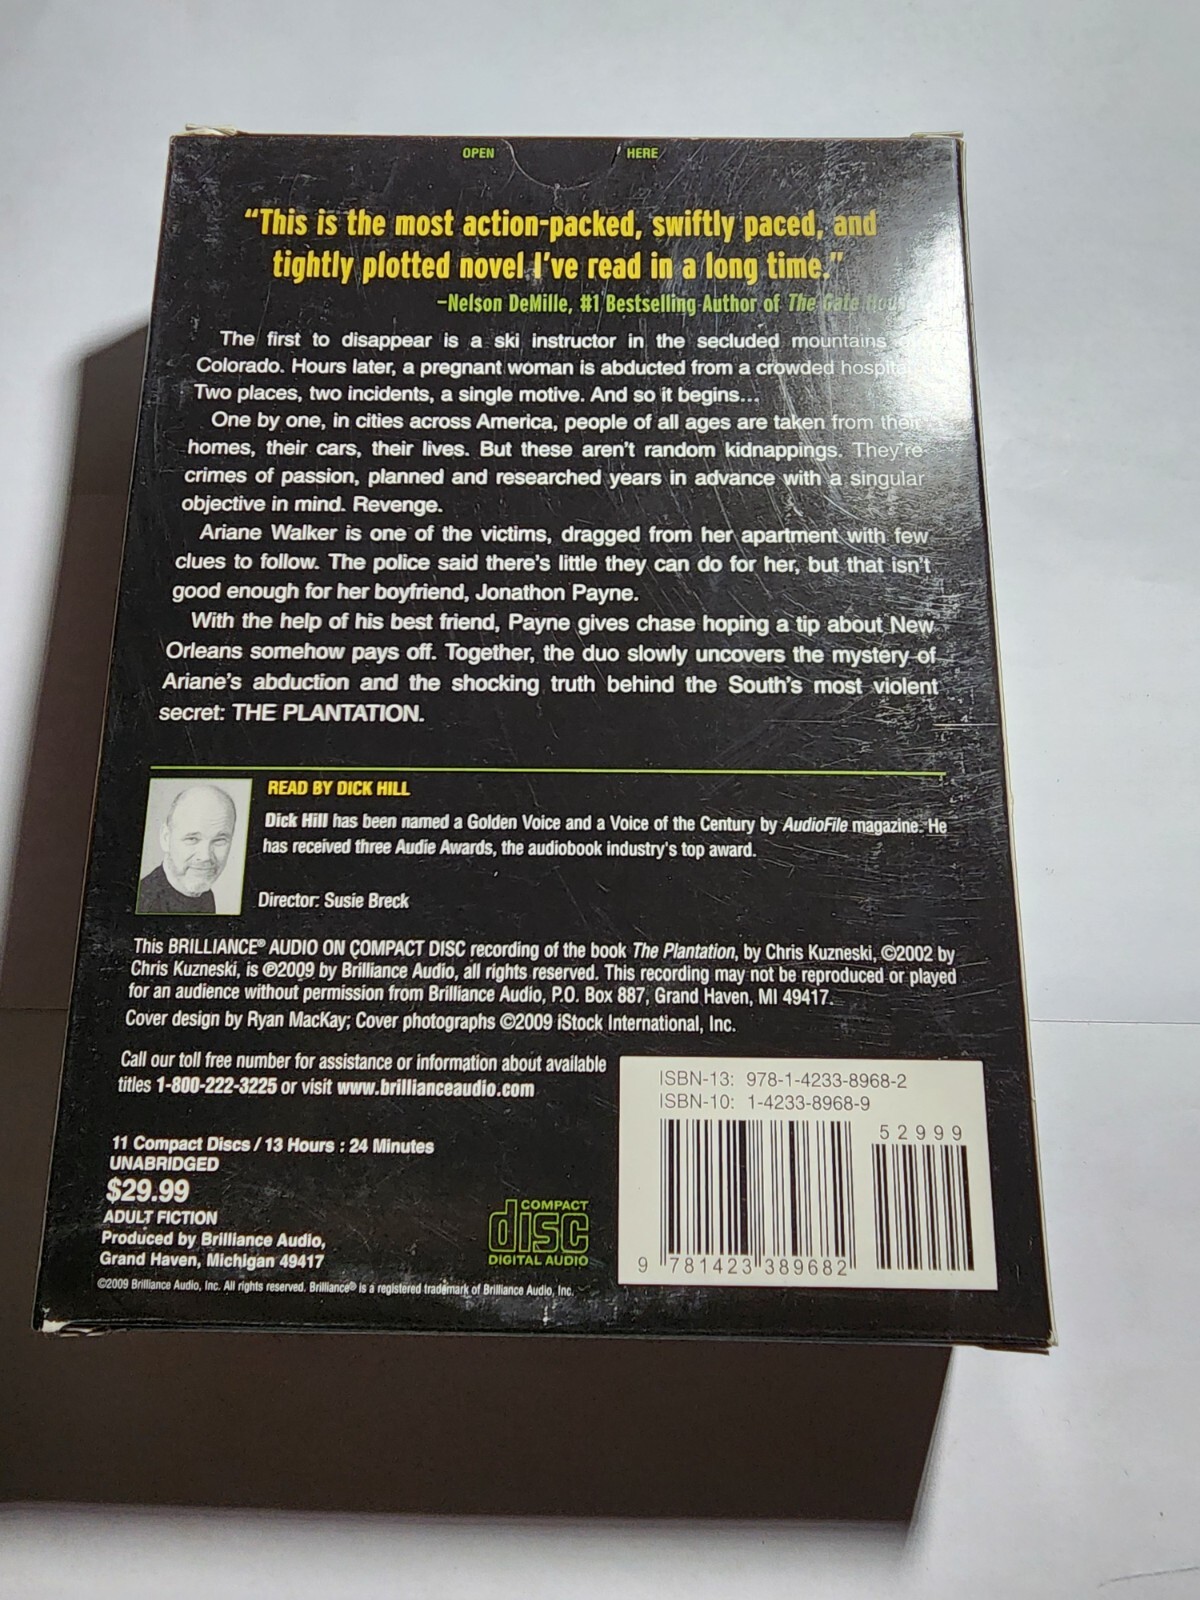 OPEN HERE
“This is the most action-packed, swiftly paced, and
tightly plotted novel I’ve read in a long time.”
–Nelson DeMille, #1 Bestselling Author of The Gate House
The first to disappear is a ski instructor in the secluded mountains of
Colorado. Hours later, a pregnant woman is abducted from a crowded hospital.
Two places, two incidents, a single motive. And so it begins…
One by one, in cities across America, people of all ages are taken from their
homes, their cars, their lives. But these aren’t random kidnappings. They’re
crimes of passion, planned and researched years in advance with a singular
objective in mind. Revenge.
Ariane Walker is one of the victims, dragged from her apartment with few
clues to follow. The police said there’s little they can do for her, but that isn’t
good enough for her boyfriend, Jonathon Payne.
With the help of his best friend, Payne gives chase hoping a tip about New
Orleans somehow pays off. Together, the duo slowly uncovers the mystery of
Ariane’s abduction and the shocking truth behind the South’s most violent
secret: THE PLANTATION.
READ BY DICK HILL
Dick Hill has been named a Golden Voice and a Voice of the Century by AudioFile magazine. He
has received three Audie Awards, the audiobook industry’s top award.
Director: Susie Breck
This BRILLIANCE® AUDIO ON COMPACT DISC recording of the book The Plantation, by Chris Kuzneski, ©2002 by
Chris Kuzneski, is ℗2009 by Brilliance Audio, all rights reserved. This recording may not be reproduced or played
for an audience without permission from Brilliance Audio, P.O. Box 887, Grand Haven, MI 49417.
Cover design by Ryan MacKay; Cover photographs ©2009 iStock International, Inc.
Call our toll free number for assistance or information about available
titles 1-800-222-3225 or visit www.brillianceaudio.com
11 Compact Discs / 13 Hours : 24 Minutes
UNABRIDGED
$29.99
ADULT FICTION
Produced by Brilliance Audio,
Grand Haven, Michigan 49417
©2009 Brilliance Audio, Inc. All rights reserved. Brilliance® is a registered trademark of Brilliance Audio, Inc.
COMPACT
disc
DIGITAL AUDIO
ISBN-13: 978-1-4233-8968-2
ISBN-10: 1-4233-8968-9
52999
9 781423 389682